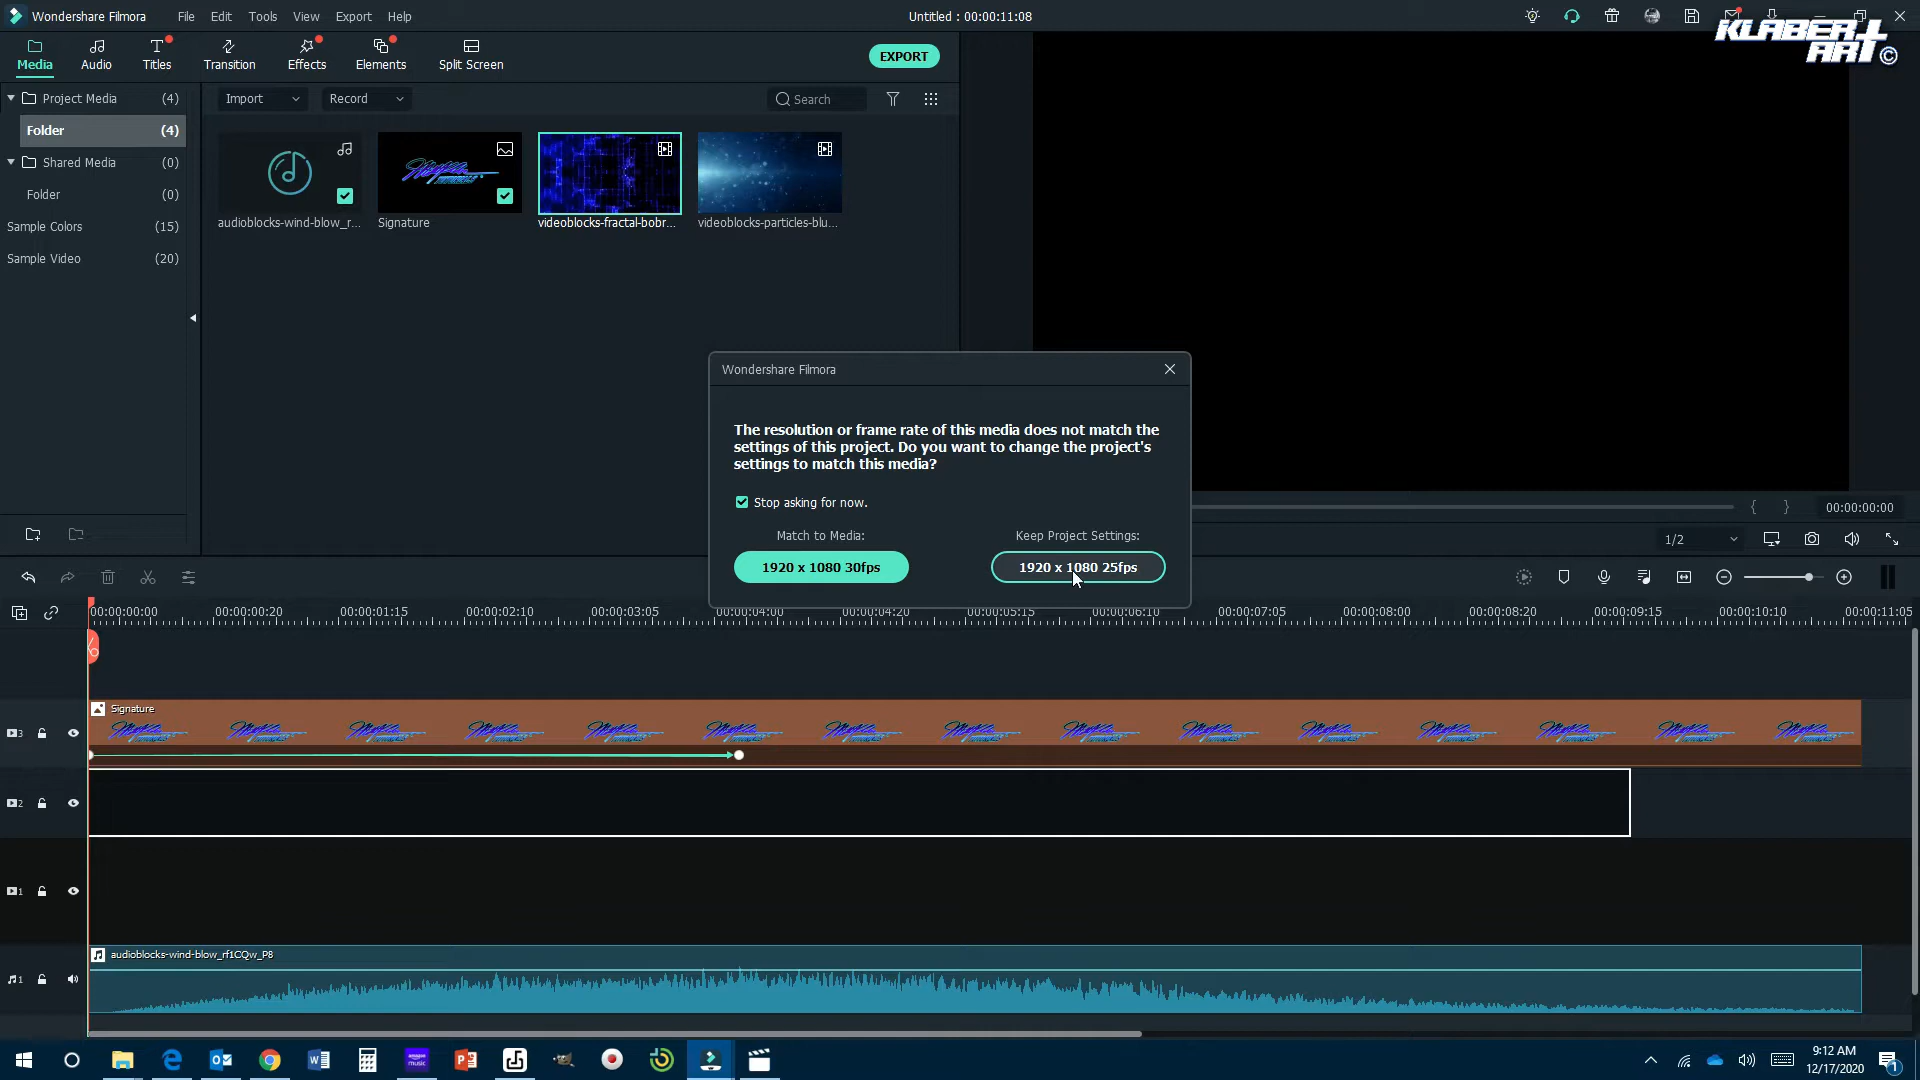 Wondershare Filmora
File
Edit
Tools
View
Export
Help
Untitled : 00:00:11:08
KLABER ART ©
Media
Audio
Titles
Transition
Effects
Elements
Split Screen
EXPORT
Project Media (4)
Folder (4)
Shared Media (0)
Folder (0)
Sample Colors (15)
Sample Video (20)
Import
Record
Search
audioblocks-wind-blow_r...
Signature
videoblocks-fractal-bobr...
videoblocks-particles-blu...
Wondershare Filmora
The resolution or frame rate of this media does not match the
settings of this project. Do you want to change the project's
settings to match this media?
Stop asking for now.
Match to Media:
Keep Project Settings:
1920 x 1080 30fps
1920 x 1080 25fps
{ }
00:00:00:00
1/2
00:00:00:00
00:00:00:20
00:00:01:15
00:00:02:10
00:00:03:05
00:00:04:00
00:00:04:20
00:00:05:15
00:00:06:10
00:00:07:05
00:00:08:00
00:00:08:20
00:00:09:15
00:00:10:10
00:00:11:05
Signature
3
2
1
audioblocks-wind-blow_rf1CQw_P8
1
amazon music
9:12 AM
12/17/2020
1